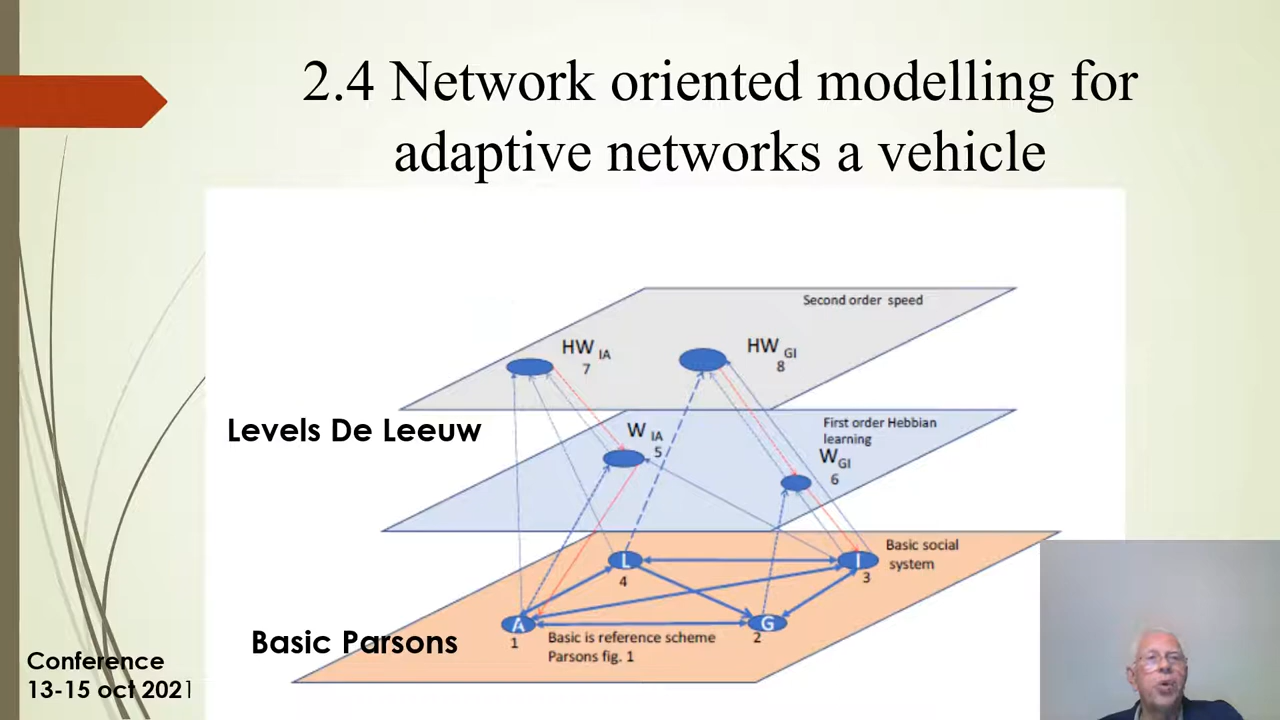 2.4 Network oriented modelling for
adaptive networks a vehicle
Second order speed
HW IA
7
HW GI
8
Levels De Leeuw
First order Hebbian
learning
W IA
5
W GI
6
Basic social
system
L
4
I
3
A
1
G
2
Basic Parsons
Basic is reference scheme
Parsons fig. 1
Conference
13-15 oct 2021